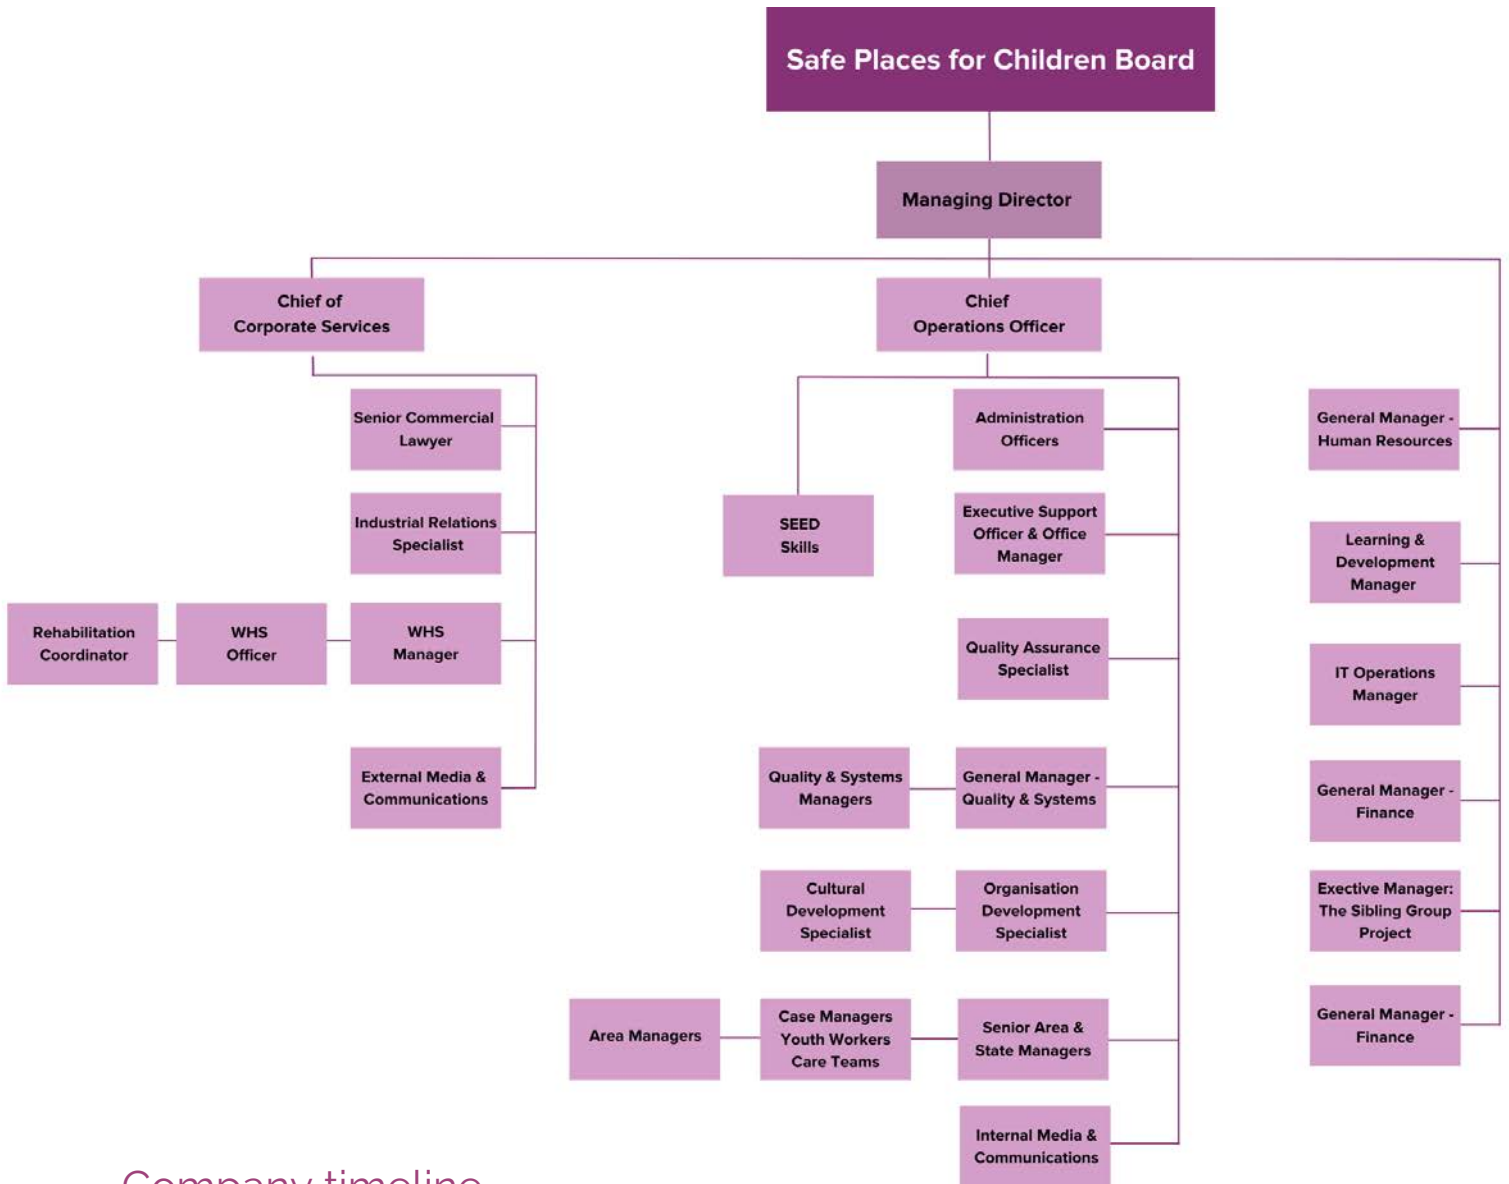 Safe Places for Children Board
Managing Director
Chief of
Corporate Services
Chief
Operations Officer
Senior Commercial
Lawyer
Industrial Relations
Specialist
Rehabilitation
Coordinator
WHS
Officer
WHS
Manager
External Media &
Communications
SEED
Skills
Administration
Officers
Executive Support
Officer & Office
Manager
Quality Assurance
Specialist
Quality & Systems
Managers
General Manager -
Quality & Systems
Cultural
Development
Specialist
Organisation
Development
Specialist
Area Managers
Case Managers
Youth Workers
Care Teams
Senior Area &
State Managers
Internal Media &
Communications
General Manager -
Human Resources
Learning &
Development
Manager
IT Operations
Manager
General Manager -
Finance
Exective Manager:
The Sibling Group
Project
General Manager -
Finance
Company timeline